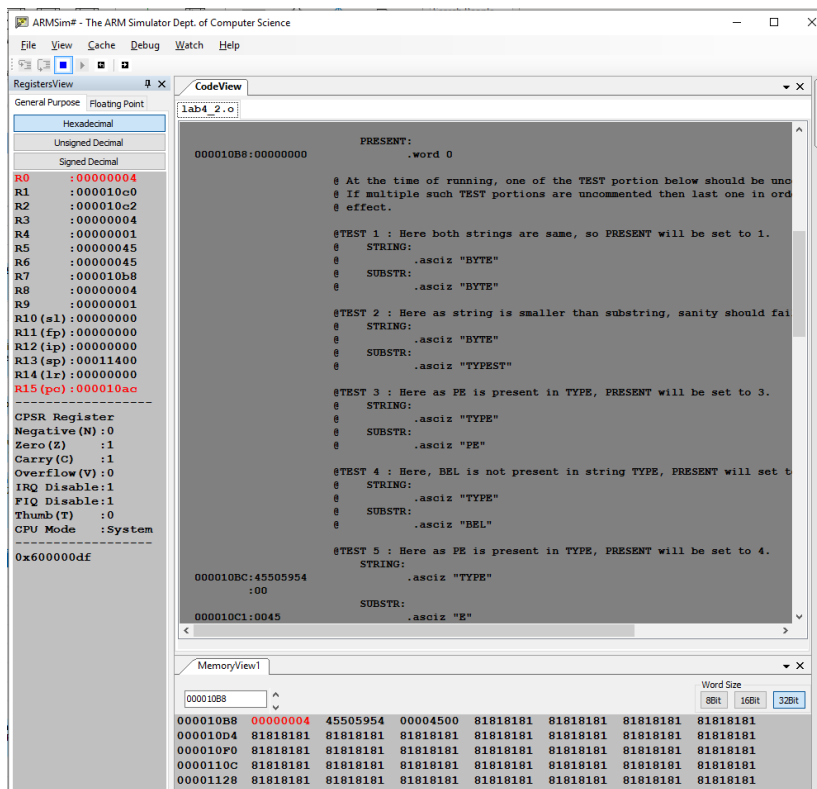 ARMSim# - The ARM Simulator Dept. of Computer Science
File View Cache Debug Watch Help
RegistersView
General Purpose Floating Point
Hexadecimal
Unsigned Decimal
Signed Decimal
R0 :00000004
R1 :000010c0
R2 :000010c2
R3 :00000004
R4 :00000001
R5 :00000045
R6 :00000045
R7 :000010b8
R8 :00000004
R9 :00000001
R10(sl):00000000
R11(fp):00000000
R12(ip):00000000
R13(sp):00011400
R14(lr):00000000
R15(pc):000010ac
CPSR Register
Negative(N):0
Zero(Z) :1
Carry(C) :1
Overflow(V):0
IRQ Disable:1
FIQ Disable:1
Thumb(T) :0
CPU Mode :System
0x600000df
CodeView
lab4_2.o
PRESENT:
000010B8:00000000 .word 0
@ At the time of running, one of the TEST portion below should be unc
@ If multiple such TEST portions are uncommented then last one in ord
@ effect.
@TEST 1 : Here both strings are same, so PRESENT will be set to 1.
@ STRING:
@ .asciz "BYTE"
@ SUBSTR:
@ .asciz "BYTE"
@TEST 2 : Here as string is smaller than substring, sanity should fai
@ STRING:
@ .asciz "BYTE"
@ SUBSTR:
@ .asciz "TYPEST"
@TEST 3 : Here as PE is present in TYPE, PRESENT will be set to 3.
@ STRING:
@ .asciz "TYPE"
@ SUBSTR:
@ .asciz "PE"
@TEST 4 : Here, BEL is not present in string TYPE, PRESENT will set t
@ STRING:
@ .asciz "TYPE"
@ SUBSTR:
@ .asciz "BEL"
@TEST 5 : Here as PE is present in TYPE, PRESENT will be set to 4.
STRING:
000010BC:45505954 .asciz "TYPE"
:00
SUBSTR:
000010C1:0045 .asciz "E"
MemoryView1
Word Size
000010B8 8Bit 16Bit 32Bit
000010B8 00000004 45505954 00004500 81818181 81818181 81818181 81818181
000010D4 81818181 81818181 81818181 81818181 81818181 81818181 81818181
000010F0 81818181 81818181 81818181 81818181 81818181 81818181 81818181
0000110C 81818181 81818181 81818181 81818181 81818181 81818181 81818181
00001128 81818181 81818181 81818181 81818181 81818181 81818181 81818181